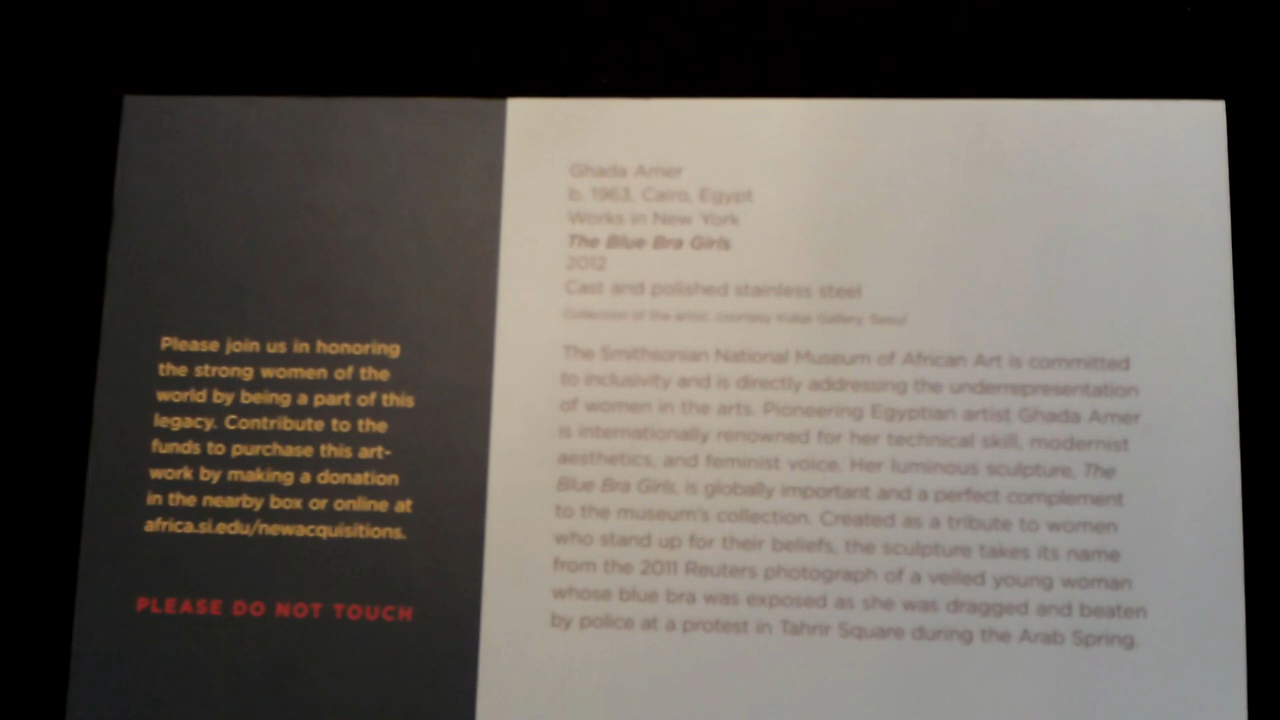 Please join us in honoring
the strong women of the
world by being a part of this
legacy. Contribute to the
funds to purchase this art-
work by making a donation
in the nearby box or online at
africa.si.edu/newacquisitions.
PLEASE DO NOT TOUCH
Ghada Amer
b. 1963, Cairo, Egypt
Works in New York
The Blue Bra Girls
2012
Cast and polished stainless steel
Collection of the artist, courtesy Kukje Gallery, Seoul
The Smithsonian National Museum of African Art is committed
to inclusivity and is directly addressing the underrepresentation
of women in the arts. Pioneering Egyptian artist Ghada Amer
is internationally renowned for her technical skill, modernist
aesthetics, and feminist voice. Her luminous sculpture, The
Blue Bra Girls, is globally important and a perfect complement
to the museum's collection. Created as a tribute to women
who stand up for their beliefs, the sculpture takes its name
from the 2011 Reuters photograph of a veiled young woman
whose blue bra was exposed as she was dragged and beaten
by police at a protest in Tahrir Square during the Arab Spring.